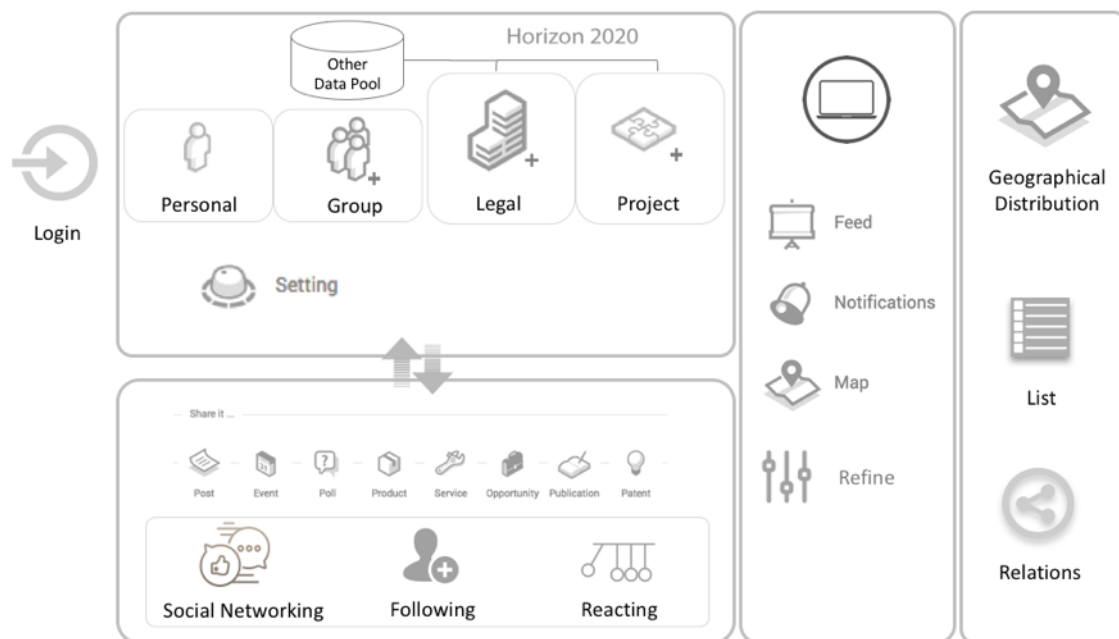 Horizon 2020
Other
Data Pool
Login
Personal
Group
Legal
Project
Setting
Share it ...
Post
Event
Poll
Product
Service
Opportunity
Publication
Patent
31
?
Social Networking
Following
Reacting
Feed
Notifications
Map
Refine
Geographical
Distribution
List
Relations